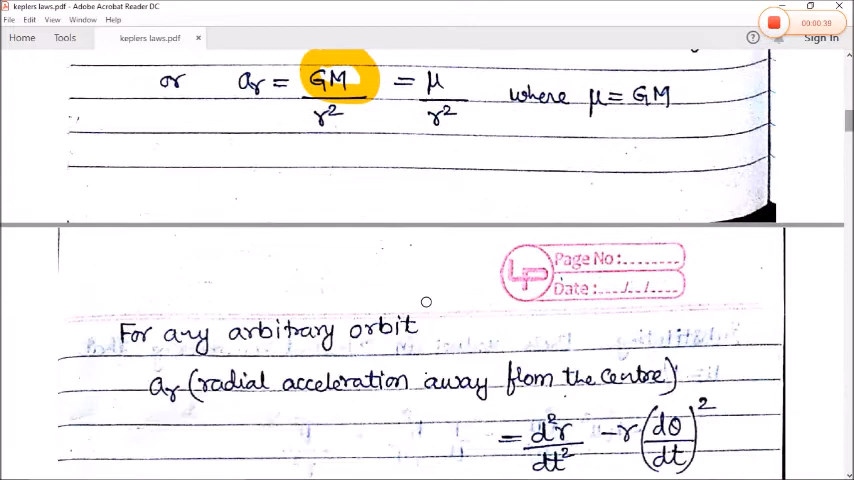 keplers laws.pdf - Adobe Acrobat Reader DC
File Edit View Window Help
Home Tools keplers laws.pdf × ? 00:00:39 Sign In
or ar = GM/r² = μ/r² where μ = GM
Page No: ........
Date: .../.../......
For any arbitrary orbit
ar (radial acceleration away from the centre)
= d²r/dt² - r(dθ/dt)²